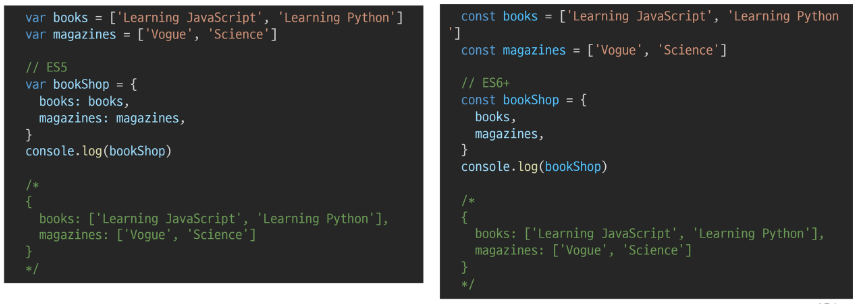 var books = ['Learning JavaScript', 'Learning Python']
var magazines = ['Vogue', 'Science']

// ES5
var bookShop = {
  books: books,
  magazines: magazines,
}
console.log(bookShop)

/*
{
  books: ['Learning JavaScript', 'Learning Python'],
  magazines: ['Vogue', 'Science']
}
*/

const books = ['Learning JavaScript', 'Learning Python
']
const magazines = ['Vogue', 'Science']

// ES6+
const bookShop = {
  books,
  magazines,
}
console.log(bookShop)

/*
{
  books: ['Learning JavaScript', 'Learning Python'],
  magazines: ['Vogue', 'Science']
}
*/